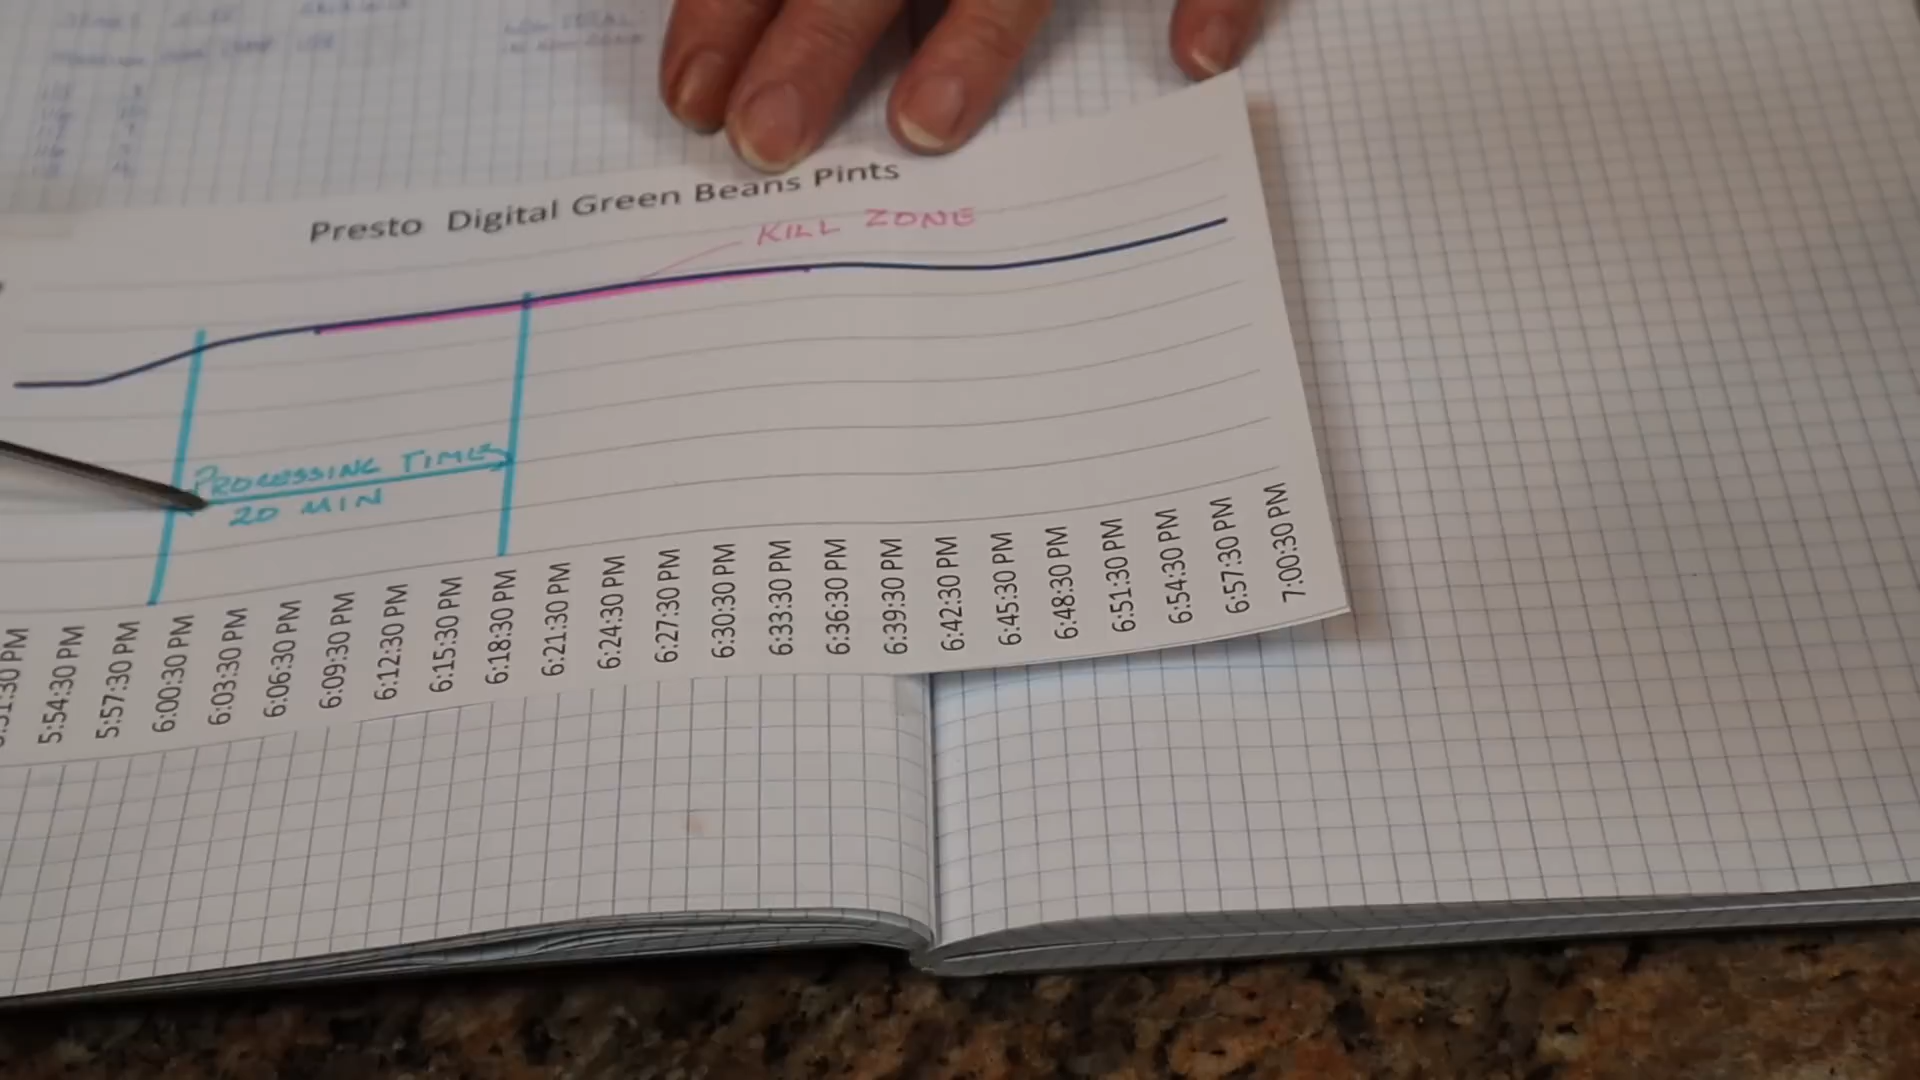 Presto Digital Green Beans Pints
KILL ZONE
PROCESSING TIME
20 MIN
5:54:30 PM
5:57:30 PM
6:00:30 PM
6:03:30 PM
6:06:30 PM
6:09:30 PM
6:12:30 PM
6:15:30 PM
6:18:30 PM
6:21:30 PM
6:24:30 PM
6:27:30 PM
6:30:30 PM
6:33:30 PM
6:36:30 PM
6:39:30 PM
6:42:30 PM
6:45:30 PM
6:48:30 PM
6:51:30 PM
6:54:30 PM
6:57:30 PM
7:00:30 PM